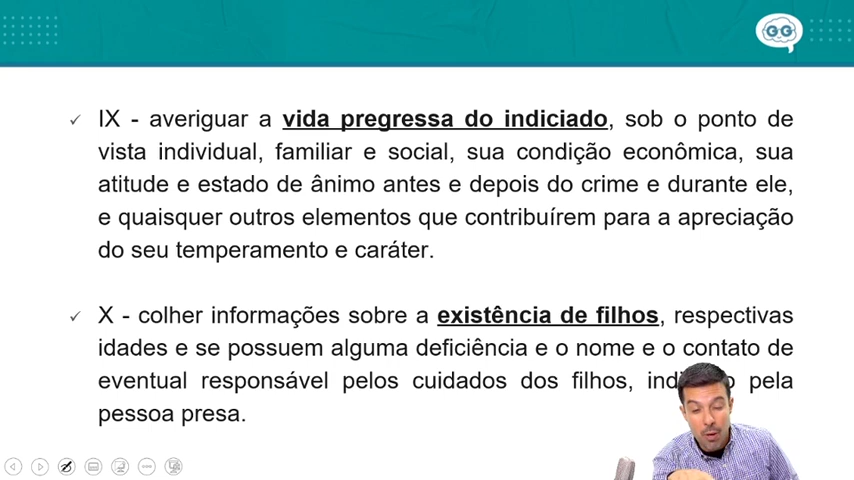 GG
IX - averiguar a vida pregressa do indiciado, sob o ponto de
vista individual, familiar e social, sua condição econômica, sua
atitude e estado de ânimo antes e depois do crime e durante ele,
e quaisquer outros elementos que contribuírem para a apreciação
do seu temperamento e caráter.
X - colher informações sobre a existência de filhos, respectivas
idades e se possuem alguma deficiência e o nome e o contato de
eventual responsável pelos cuidados dos filhos, pela
pessoa presa.